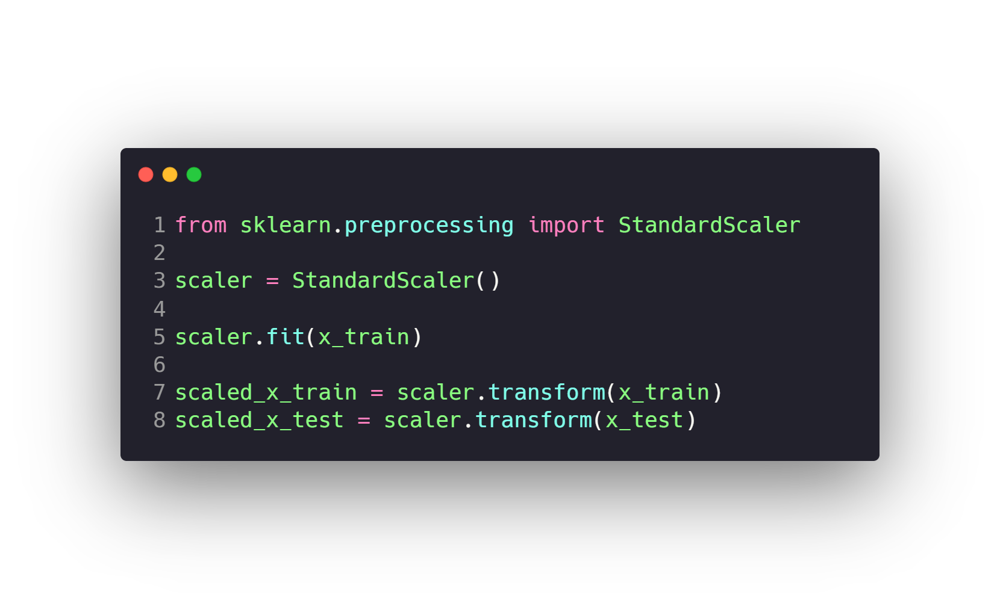 1 from sklearn.preprocessing import StandardScaler
2
3 scaler = StandardScaler()
4
5 scaler.fit(x_train)
6
7 scaled_x_train = scaler.transform(x_train)
8 scaled_x_test = scaler.transform(x_test)